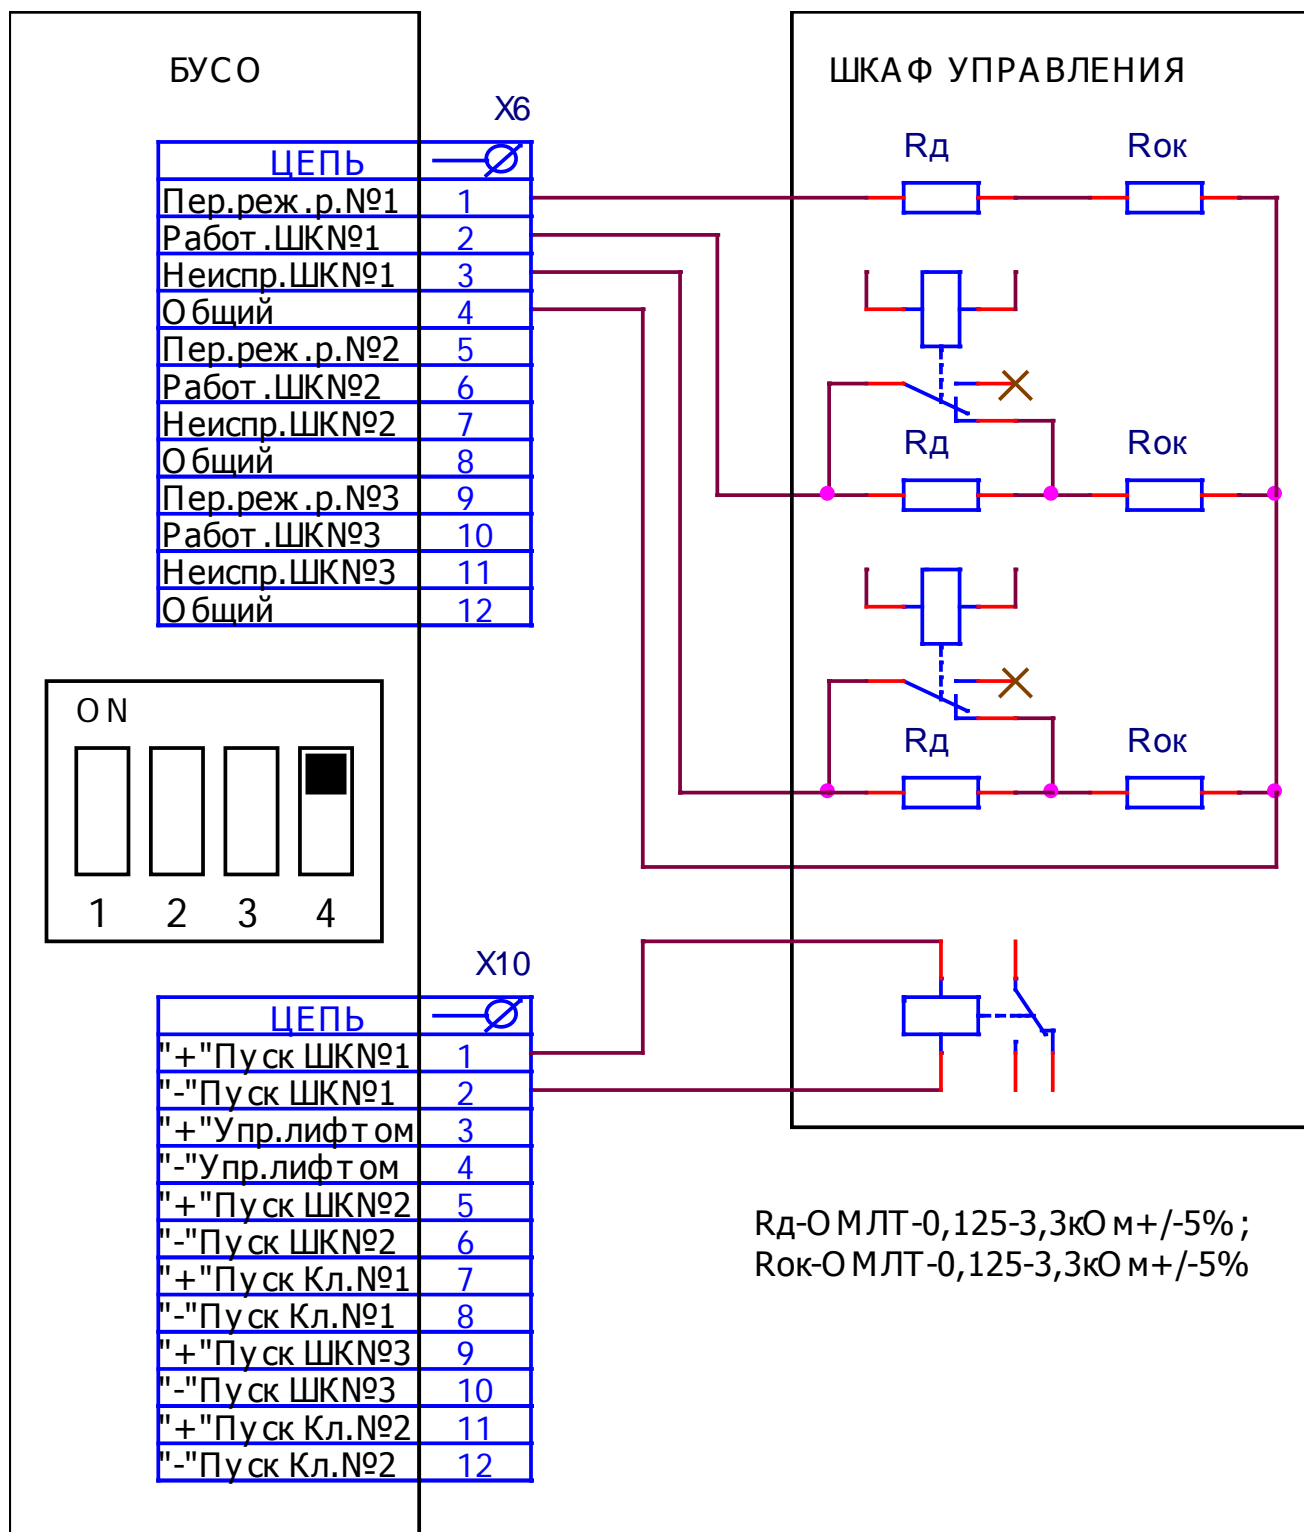 БУСО
ШКАФ УПРАВЛЕНИЯ
X6
ЦЕПЬ
Пер.реж.р.№1 1
Работ.ШК№1 2
Неиспр.ШК№1 3
Общий 4
Пер.реж.р.№2 5
Работ.ШК№2 6
Неиспр.ШК№2 7
Общий 8
Пер.реж.р.№3 9
Работ.ШК№3 10
Неиспр.ШК№3 11
Общий 12
Rд Rок
Rд Rок
Rд Rок
ON
1 2 3 4
X10
ЦЕПЬ
"+"Пуск ШК№1 1
"-"Пуск ШК№1 2
"+"Упр.лифтом 3
"-"Упр.лифтом 4
"+"Пуск ШК№2 5
"-"Пуск ШК№2 6
"+"Пуск Кл.№1 7
"-"Пуск Кл.№1 8
"+"Пуск ШК№3 9
"-"Пуск ШК№3 10
"+"Пуск Кл.№2 11
"-"Пуск Кл.№2 12
Rд-ОМЛТ-0,125-3,3кОм+/-5%;
Rок-ОМЛТ-0,125-3,3кОм+/-5%